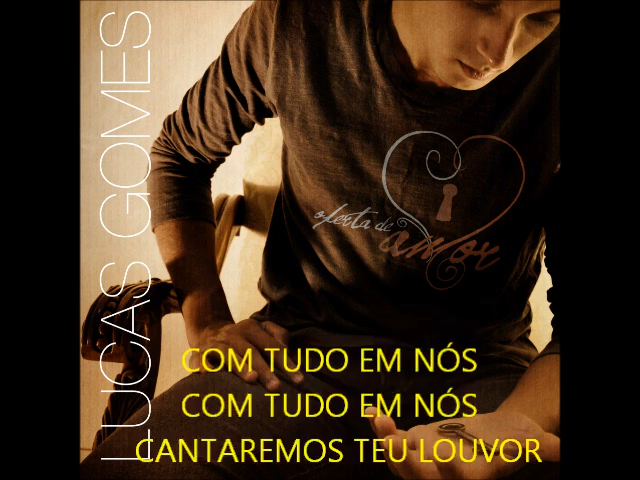 LUCAS GOMES
oferta de
amor
COM TUDO EM NÓS
COM TUDO EM NÓS
CANTAREMOS TEU LOUVOR